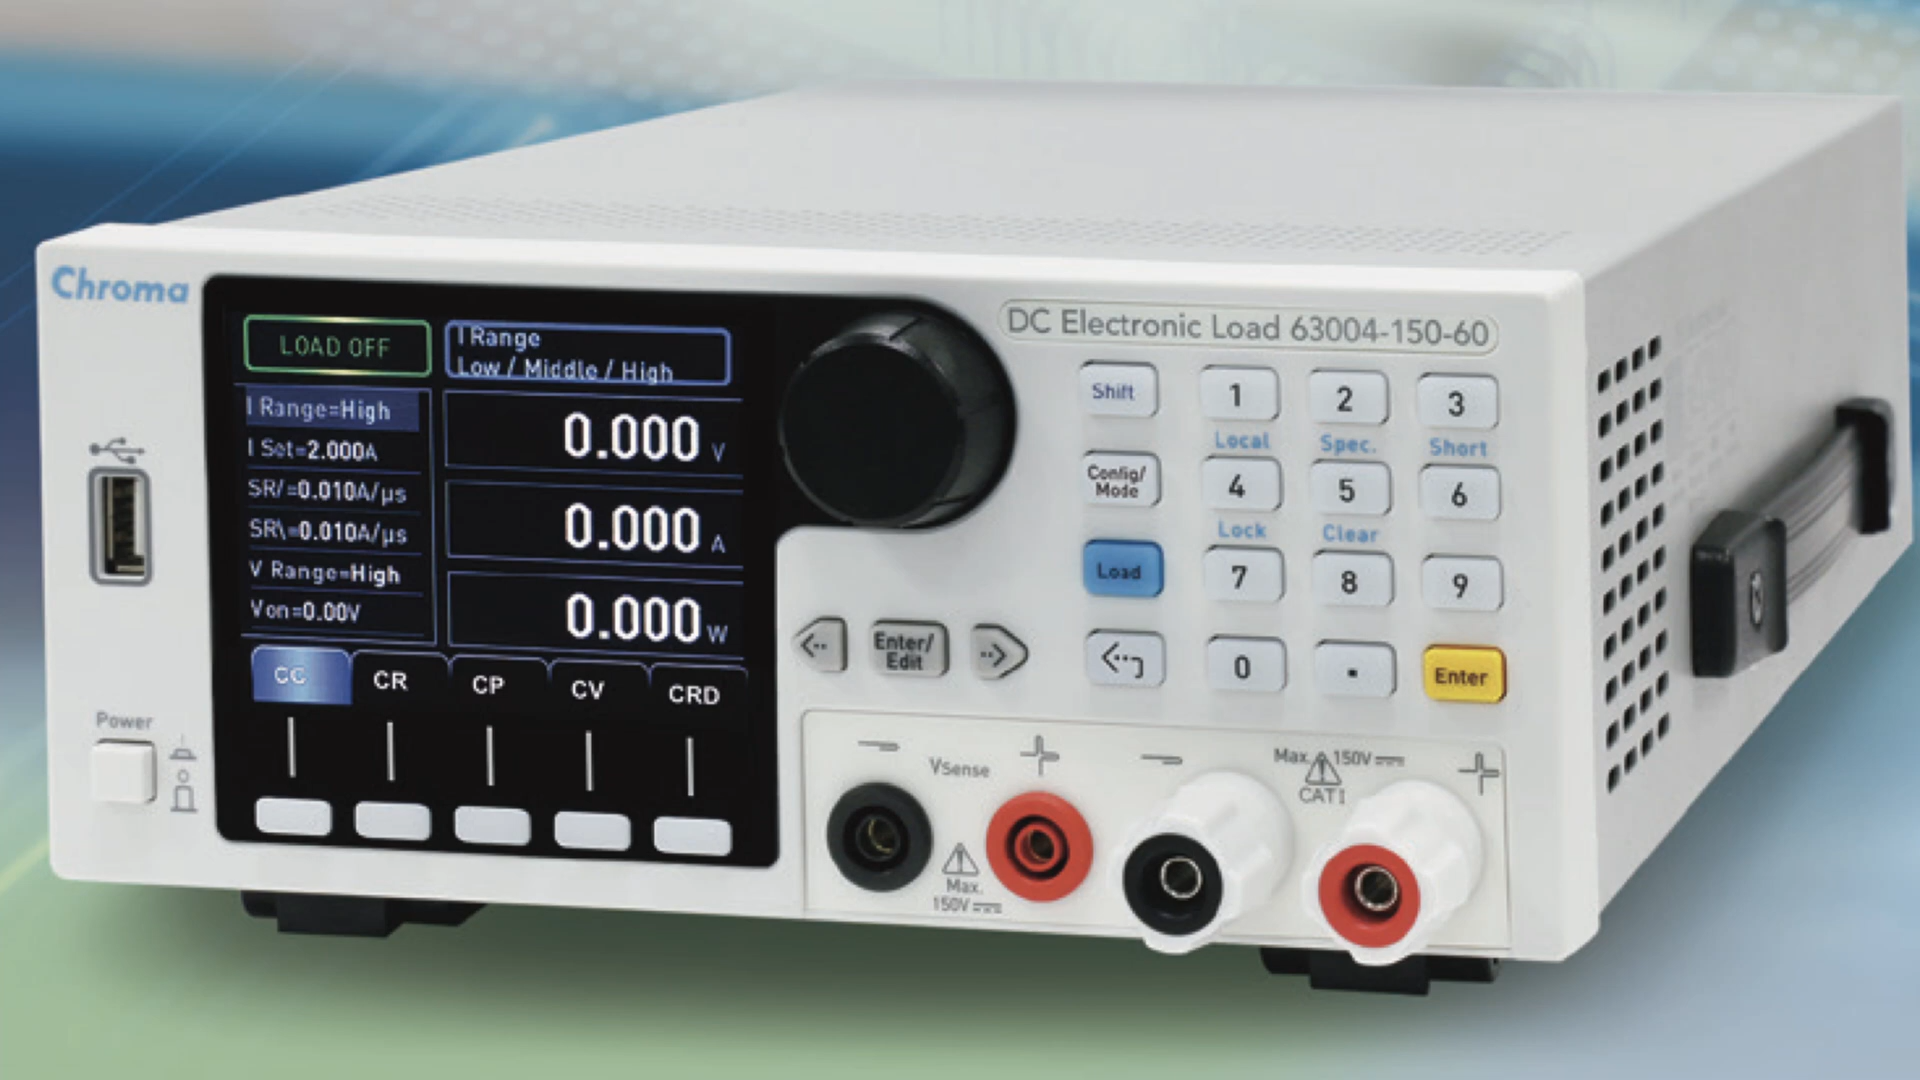 Chroma
DC Electronic Load 63004-150-60
LOAD OFF
I Range
Low / Middle / High
I Range=High
I Set=2.000A
SR/=0.010A/µs
SR\=0.010A/µs
V Range=High
Von=0.00V
0.000 V
0.000 A
0.000 W
CC
CR
CP
CV
CRD
Power
Shift
1
2
3
Local
Spec.
Short
Config/
Mode
4
5
6
Lock
Clear
Load
7
8
9
Enter/
Edit
0
.
Enter
VSense
Max.
150V
Max. 150V
CAT I